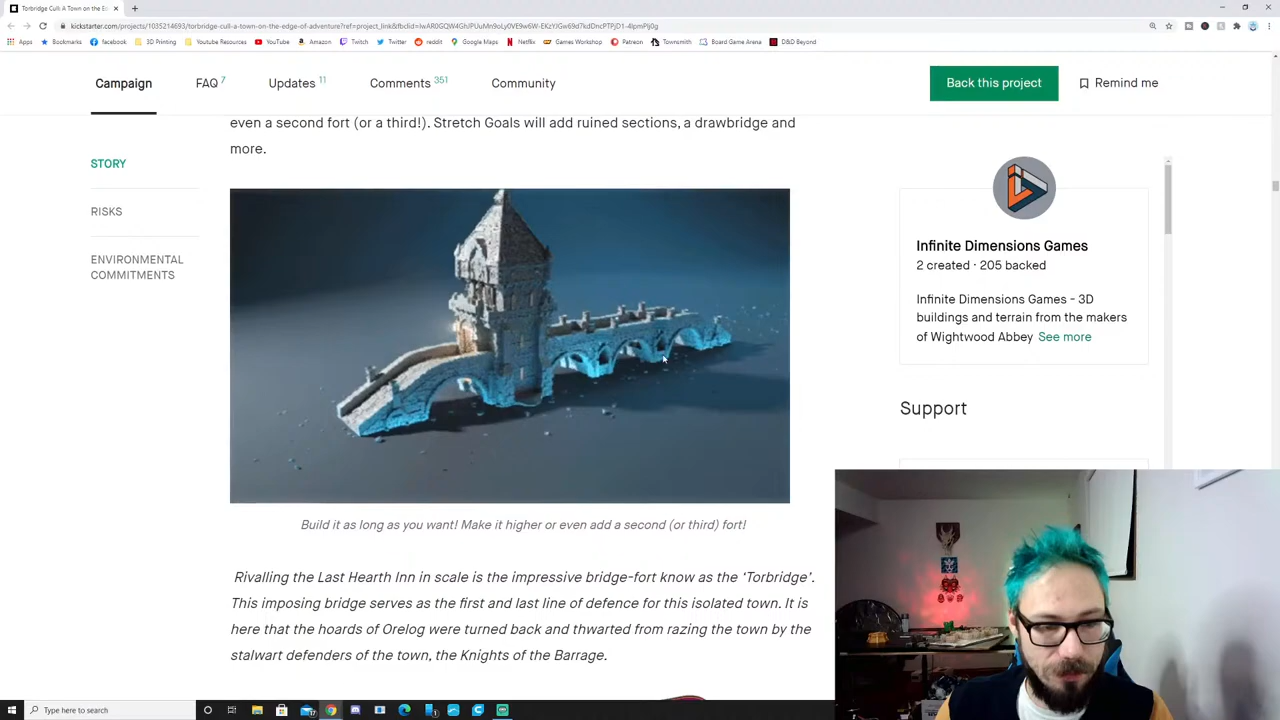 Torbridge Cull: A Town on the Ed
kickstarter.com/projects/1035214693/torbridge-cull-a-town-on-the-edge-of-adventure?ref=project_link&fbclid=
Apps
Bookmarks
facebook
3D Printing
Youtube Resources
YouTube
Amazon
Twitch
Twitter
reddit
Google Maps
Netflix
Games Workshop
Patreon
Townsmith
Board Game Arena
D&D Beyond
Campaign
FAQ 7
Updates 11
Comments 351
Community
Back this project
Remind me
STORY
RISKS
ENVIRONMENTAL
COMMITMENTS
even a second fort (or a third!). Stretch Goals will add ruined sections, a drawbridge and
more.
Build it as long as you want! Make it higher or even add a second (or third) fort!
Rivalling the Last Hearth Inn in scale is the impressive bridge-fort know as the ‘Torbridge’.
This imposing bridge serves as the first and last line of defence for this isolated town. It is
here that the hoards of Orelog were turned back and thwarted from razing the town by the
stalwart defenders of the town, the Knights of the Barrage.
Infinite Dimensions Games
2 created · 205 backed
Infinite Dimensions Games - 3D
buildings and terrain from the makers
of Wightwood Abbey See more
Support
Type here to search